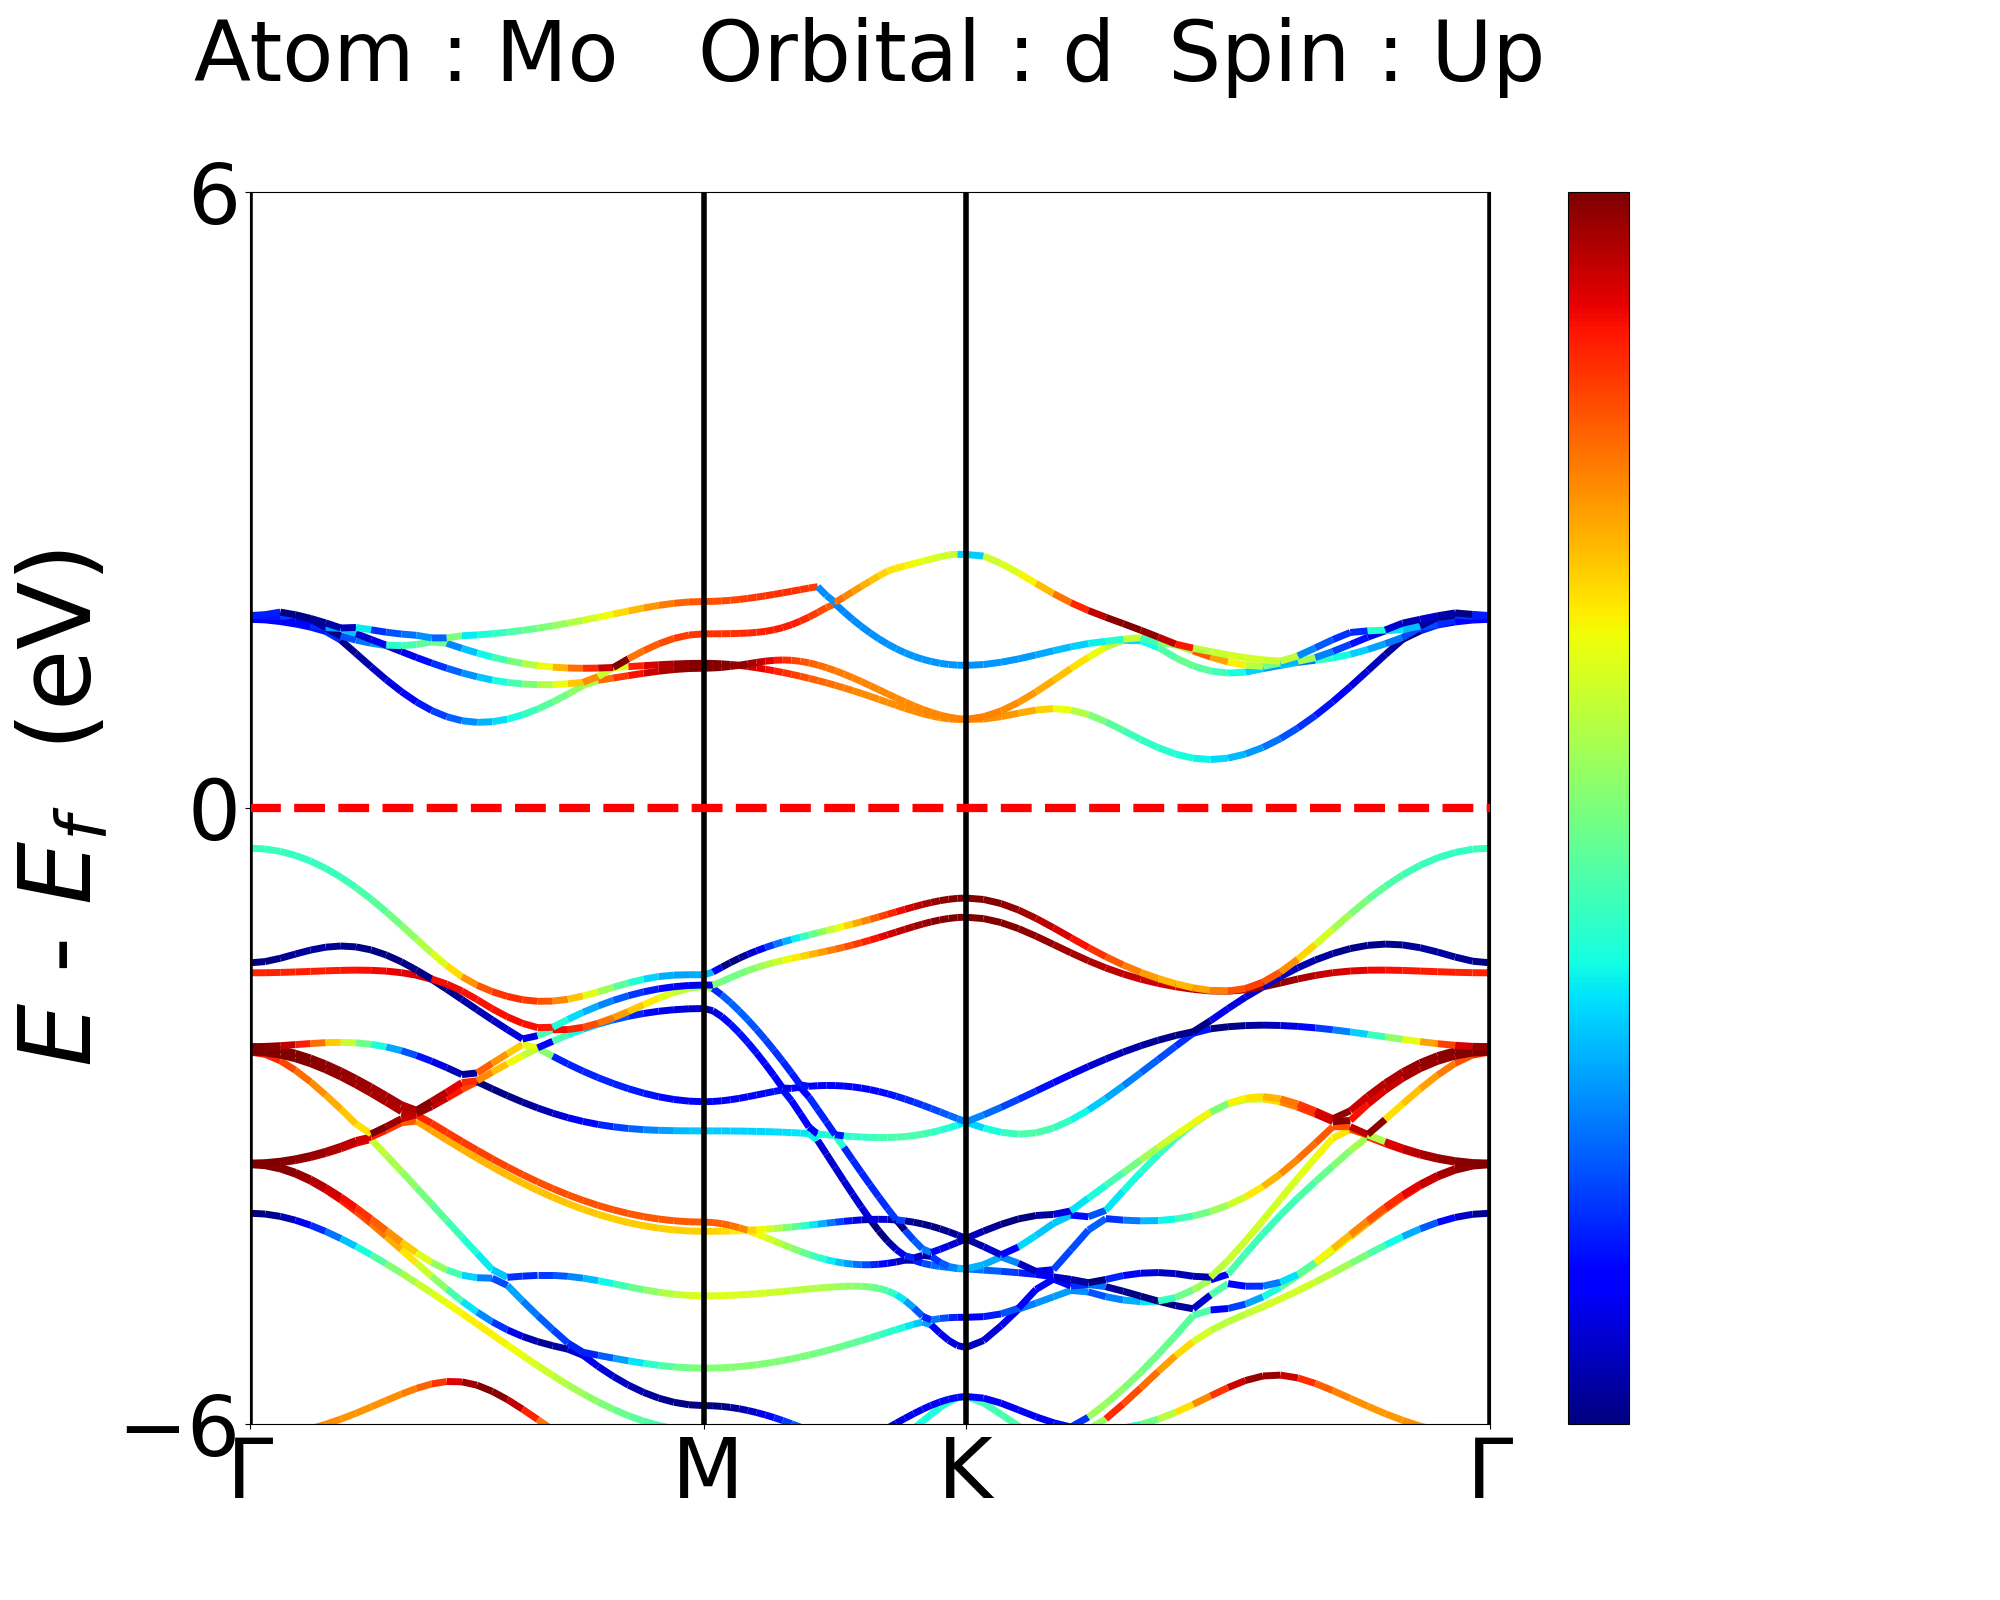 Atom : Mo Orbital : d Spin : Up
6
0
−6
E - E_f (eV)
Γ M K Γ